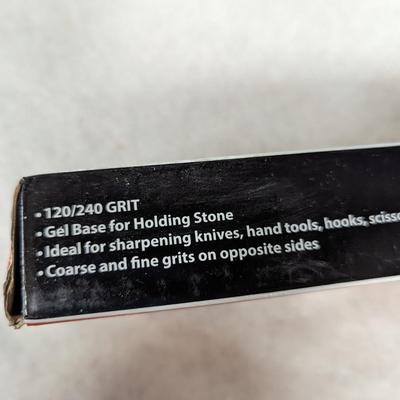 • 120/240 GRIT
• Gel Base for Holding Stone
• Ideal for sharpening knives, hand tools, hooks,
• Coarse and fine grits on opposite sides